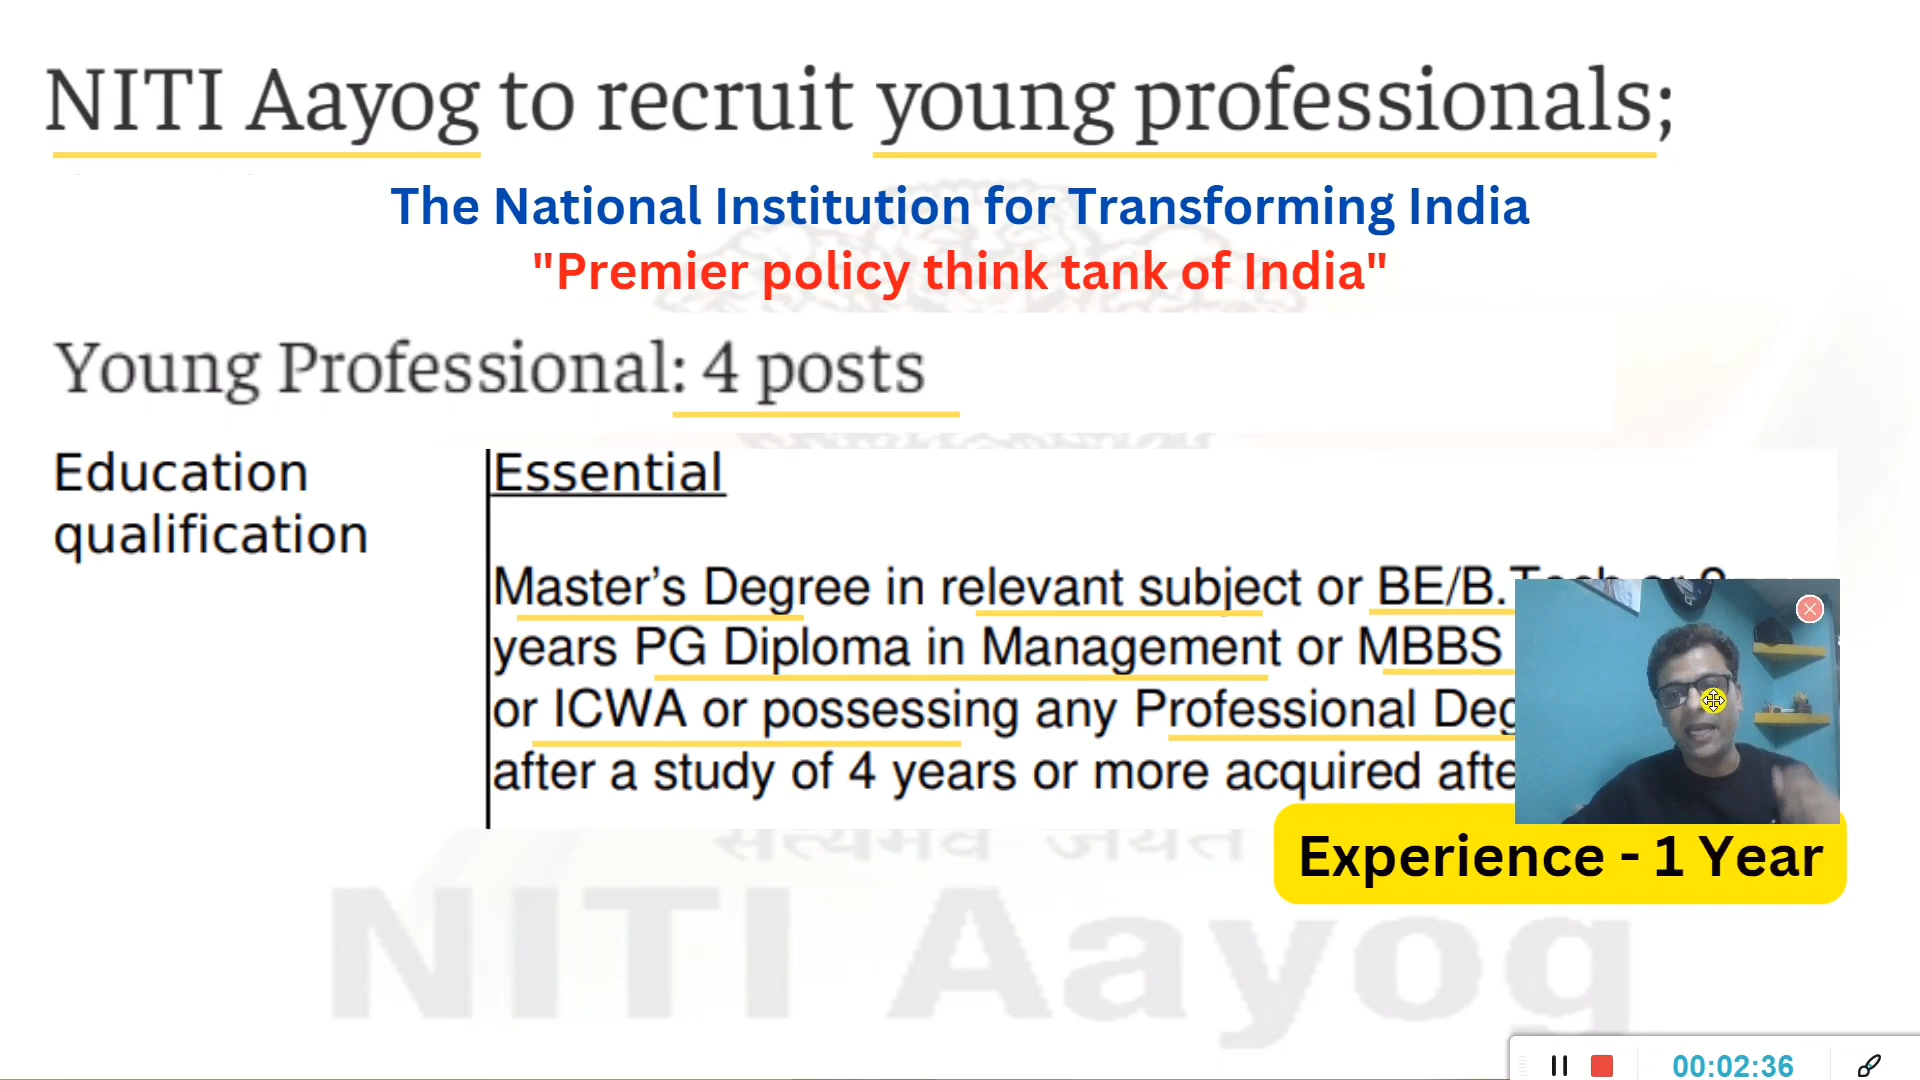 NITI Aayog to recruit young professionals;
The National Institution for Transforming India
"Premier policy think tank of India"
Young Professional: 4 posts
Education
qualification
Essential
Master's Degree in relevant subject or BE/B.
years PG Diploma in Management or MBBS
or ICWA or possessing any Professional
after a study of 4 years or more acquired
Experience - 1 Year
सत्यमेव जयते
NITI Aayog
00:02:36